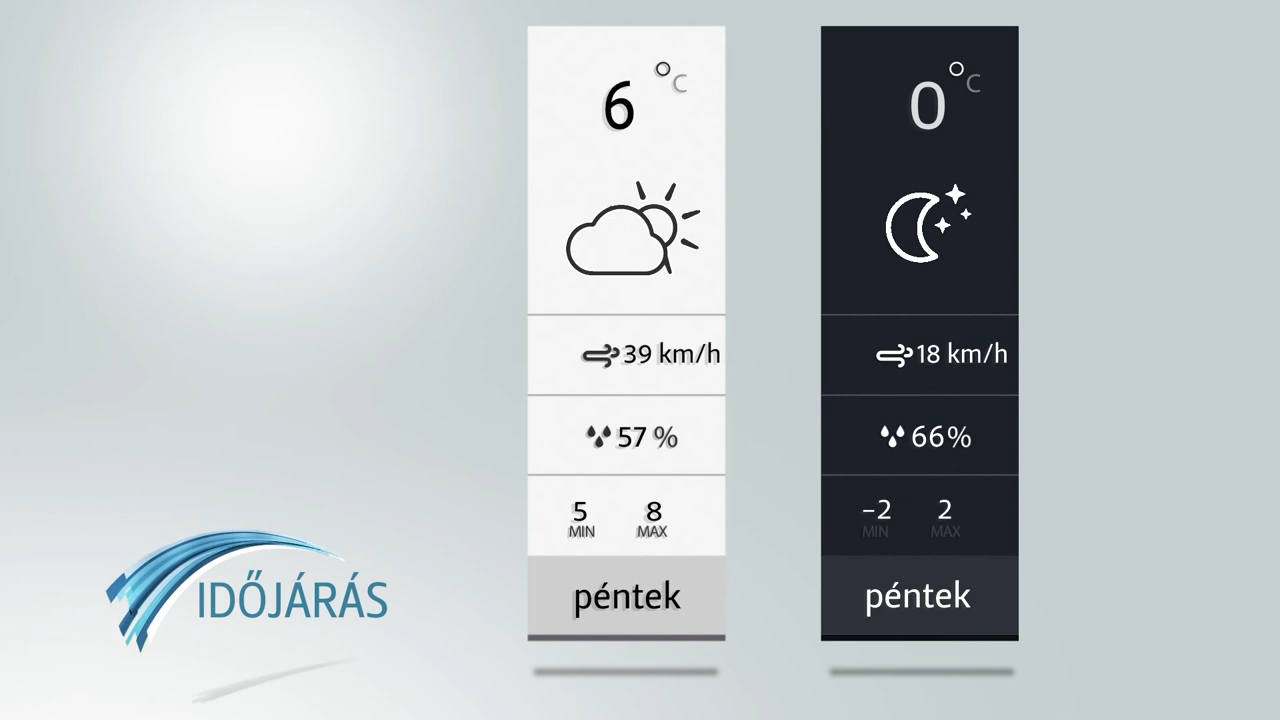 6 °C
39 km/h
57 %
5 8
MIN MAX
péntek
0 °C
18 km/h
66%
-2 2
MIN MAX
péntek
IDŐJÁRÁS